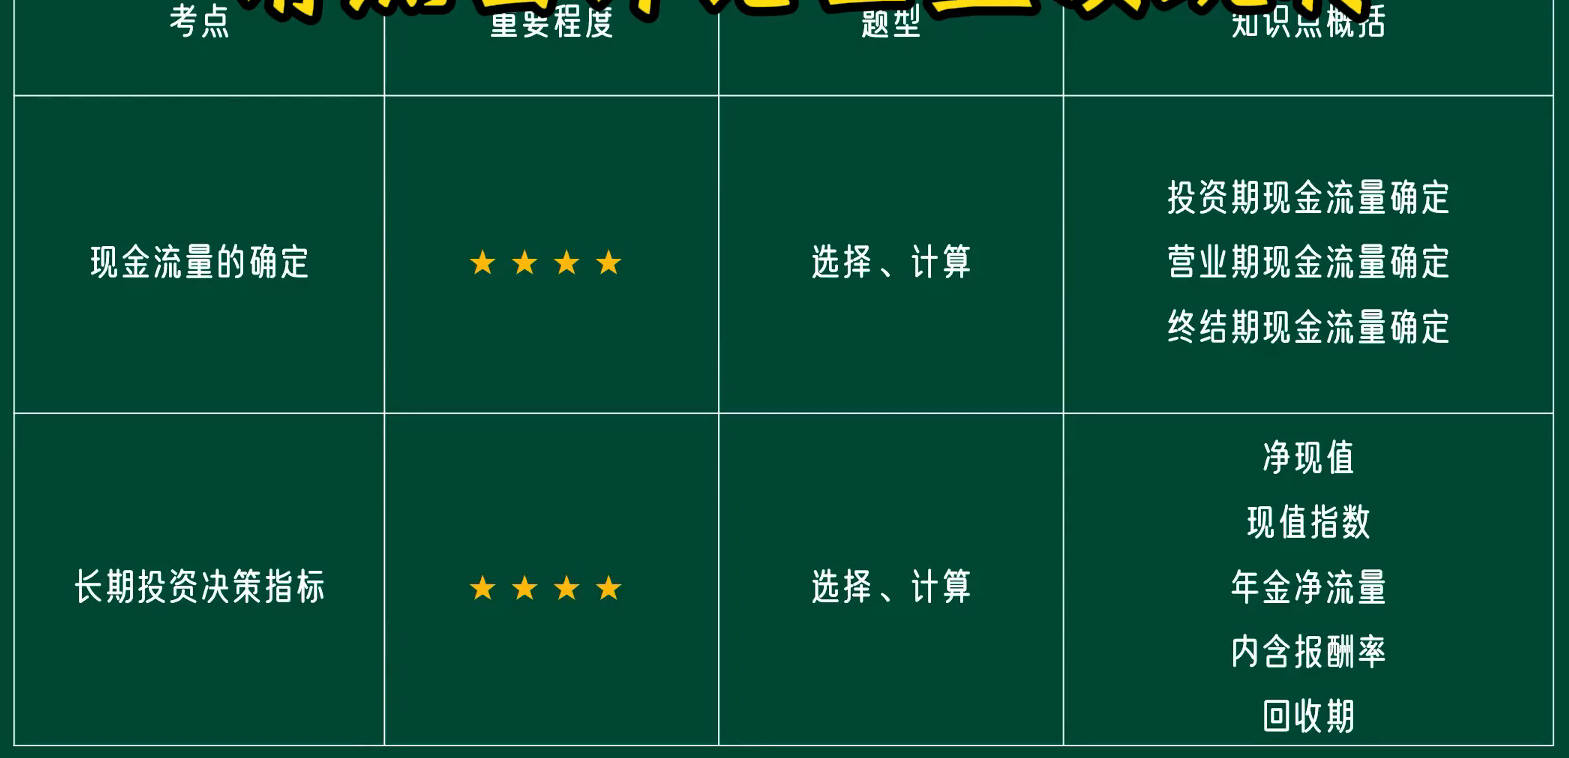 考点
重要程度
题型
知识点概括
现金流量的确定
★★★★
选择、计算
投资期现金流量确定
营业期现金流量确定
终结期现金流量确定
长期投资决策指标
★★★★
选择、计算
净现值
现值指数
年金净流量
内含报酬率
回收期